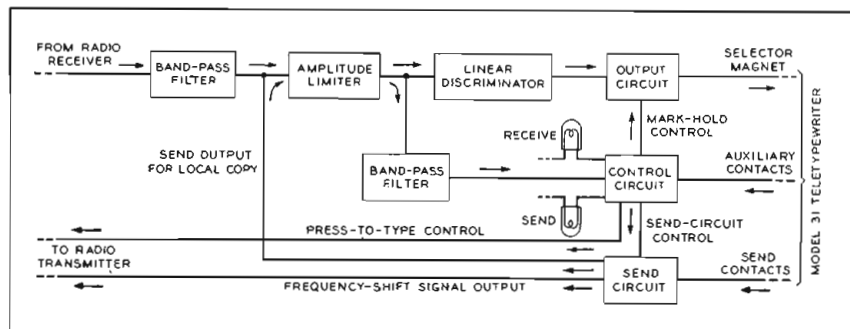 FROM RADIO
RECEIVER
BAND-PASS
FILTER
AMPLITUDE
LIMITER
LINEAR
DISCRIMINATOR
OUTPUT
CIRCUIT
SELECTOR
MAGNET
MARK-HOLD
CONTROL
RECEIVE
SEND OUTPUT
FOR LOCAL COPY
BAND-PASS
FILTER
CONTROL
CIRCUIT
AUXILIARY
CONTACTS
SEND
PRESS-TO-TYPE CONTROL
SEND-CIRCUIT
CONTROL
TO RADIO
TRANSMITTER
SEND
CIRCUIT
SEND
CONTACTS
FREQUENCY-SHIFT SIGNAL OUTPUT
MODEL 31 TELETYPEWRITER